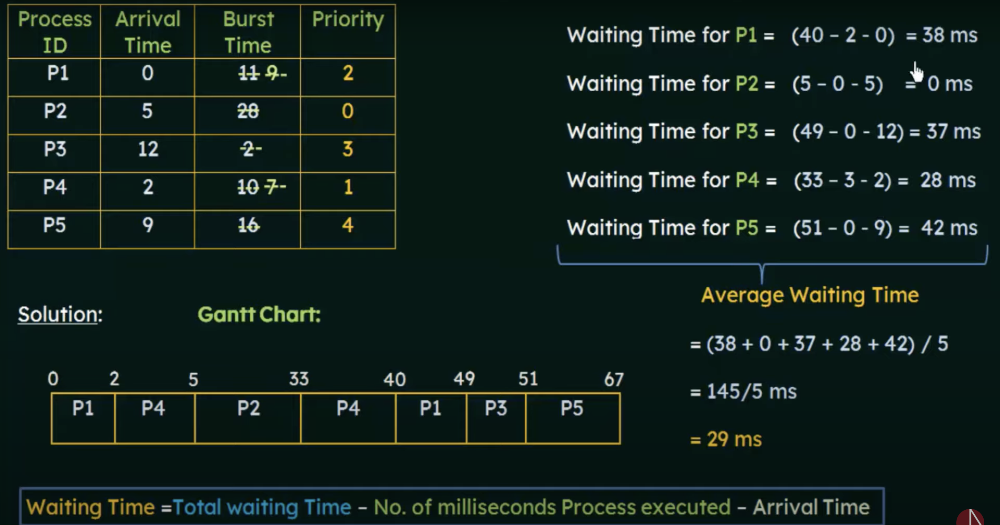 Process ID Arrival Time Burst Time Priority
P1 0 11 9 2
P2 5 28 0
P3 12 2 3
P4 2 10 7 1
P5 9 16 4
Waiting Time for P1 = (40 – 2 - 0) = 38 ms
Waiting Time for P2 = (5 – 0 - 5) = 0 ms
Waiting Time for P3 = (49 – 0 - 12) = 37 ms
Waiting Time for P4 = (33 – 3 - 2) = 28 ms
Waiting Time for P5 = (51 – 0 - 9) = 42 ms
Average Waiting Time
= (38 + 0 + 37 + 28 + 42) / 5
= 145/5 ms
= 29 ms
Solution: Gantt Chart:
0 2 5 33 40 49 51 67
P1 P4 P2 P4 P1 P3 P5
Waiting Time =Total waiting Time – No. of milliseconds Process executed – Arrival Time